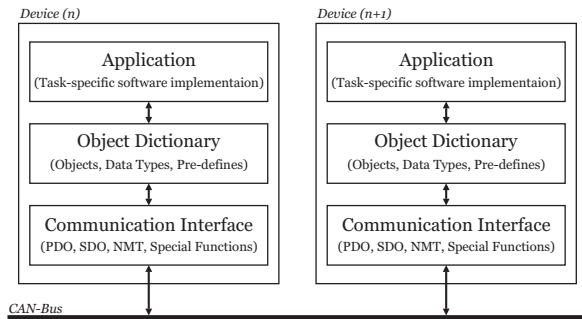 Device (n)
Application
(Task-specific software implementaion)
Object Dictionary
(Objects, Data Types, Pre-defines)
Communication Interface
(PDO, SDO, NMT, Special Functions)
Device (n+1)
Application
(Task-specific software implementaion)
Object Dictionary
(Objects, Data Types, Pre-defines)
Communication Interface
(PDO, SDO, NMT, Special Functions)
CAN-Bus